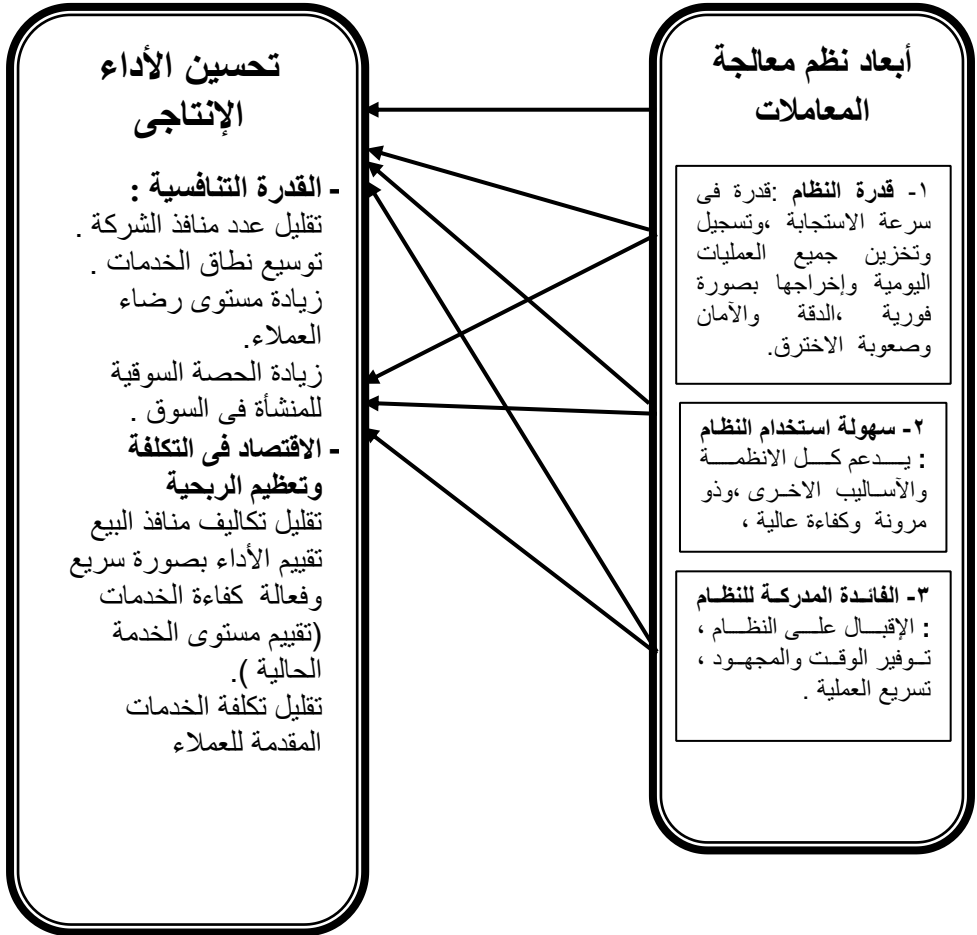 أبعاد نظم معالجة
المعاملات
١- قدرة النظام :قدرة فى
سرعة الاستجابة ،وتسجيل
وتخزين جميع العمليات
اليومية وإخراجها بصورة
فورية ،الدقة والآمان
وصعوبة الاخترق.
٢- سهولة استخدام النظام
: يدعم كل الانظمة
والآساليب الاخرى ،وذو
مرونة وكفاءة عالية ،
٣- الفائدة المدركة للنظام
: الإقبال على النظام ،
توفير الوقت والمجهود ،
تسريع العملية .
تحسين الأداء
الإنتاجى
- القدرة التنافسية :
تقليل عدد منافذ الشركة .
توسيع نطاق الخدمات .
زيادة مستوى رضاء
العملاء.
زيادة الحصة السوقية
للمنشأة فى السوق .
- الاقتصاد فى التكلفة
وتعظيم الربحية
تقليل تكاليف منافذ البيع
تقييم الأداء بصورة سريع
وفعالة كفاءة الخدمات
(تقييم مستوى الخدمة
الحالية ).
تقليل تكلفة الخدمات
المقدمة للعملاء